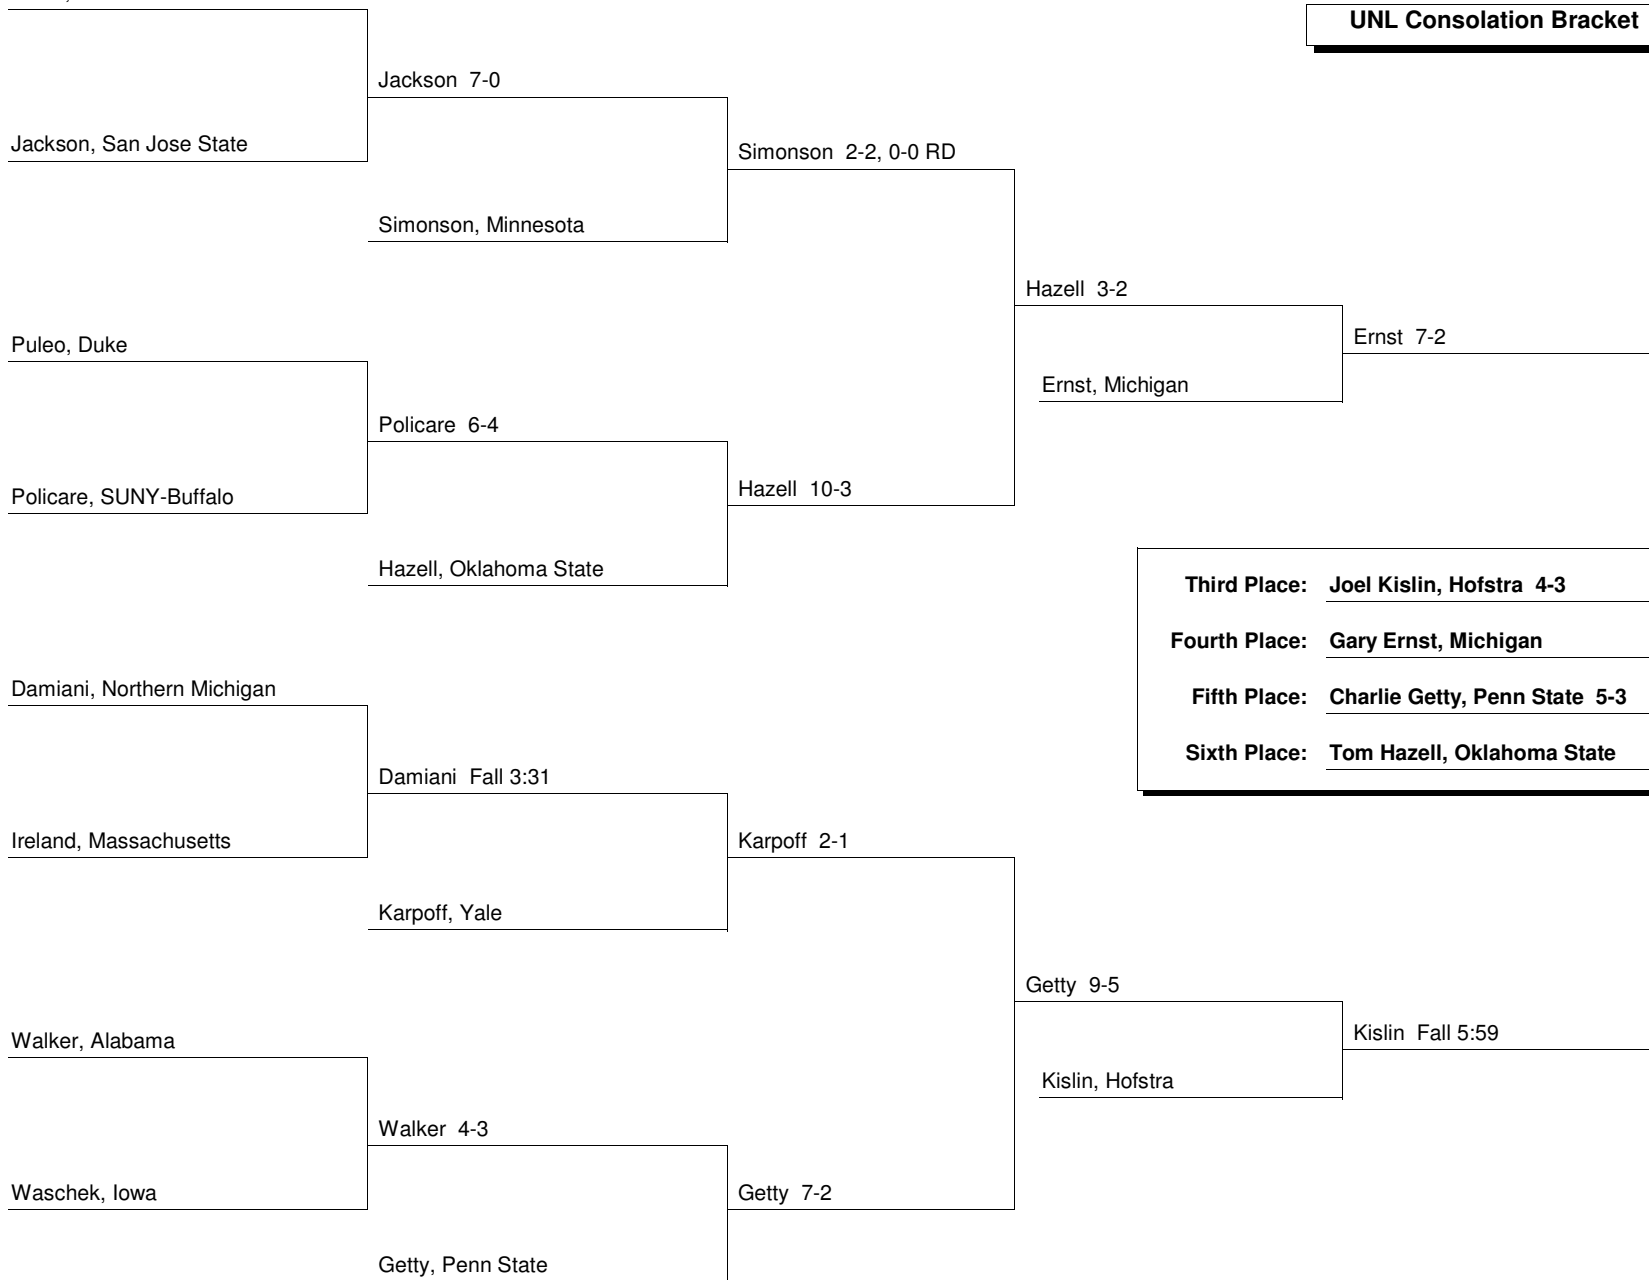 UNL Consolation Bracket
Jackson 7-0
Jackson, San Jose State
Simonson 2-2, 0-0 RD
Simonson, Minnesota
Hazell 3-2
Puleo, Duke
Ernst 7-2
Ernst, Michigan
Policare 6-4
Policare, SUNY-Buffalo
Hazell 10-3
Hazell, Oklahoma State
Third Place: Joel Kislin, Hofstra 4-3
Fourth Place: Gary Ernst, Michigan
Fifth Place: Charlie Getty, Penn State 5-3
Sixth Place: Tom Hazell, Oklahoma State
Damiani, Northern Michigan
Damiani Fall 3:31
Ireland, Massachusetts
Karpoff 2-1
Karpoff, Yale
Getty 9-5
Walker, Alabama
Kislin Fall 5:59
Kislin, Hofstra
Walker 4-3
Waschek, Iowa
Getty 7-2
Getty, Penn State